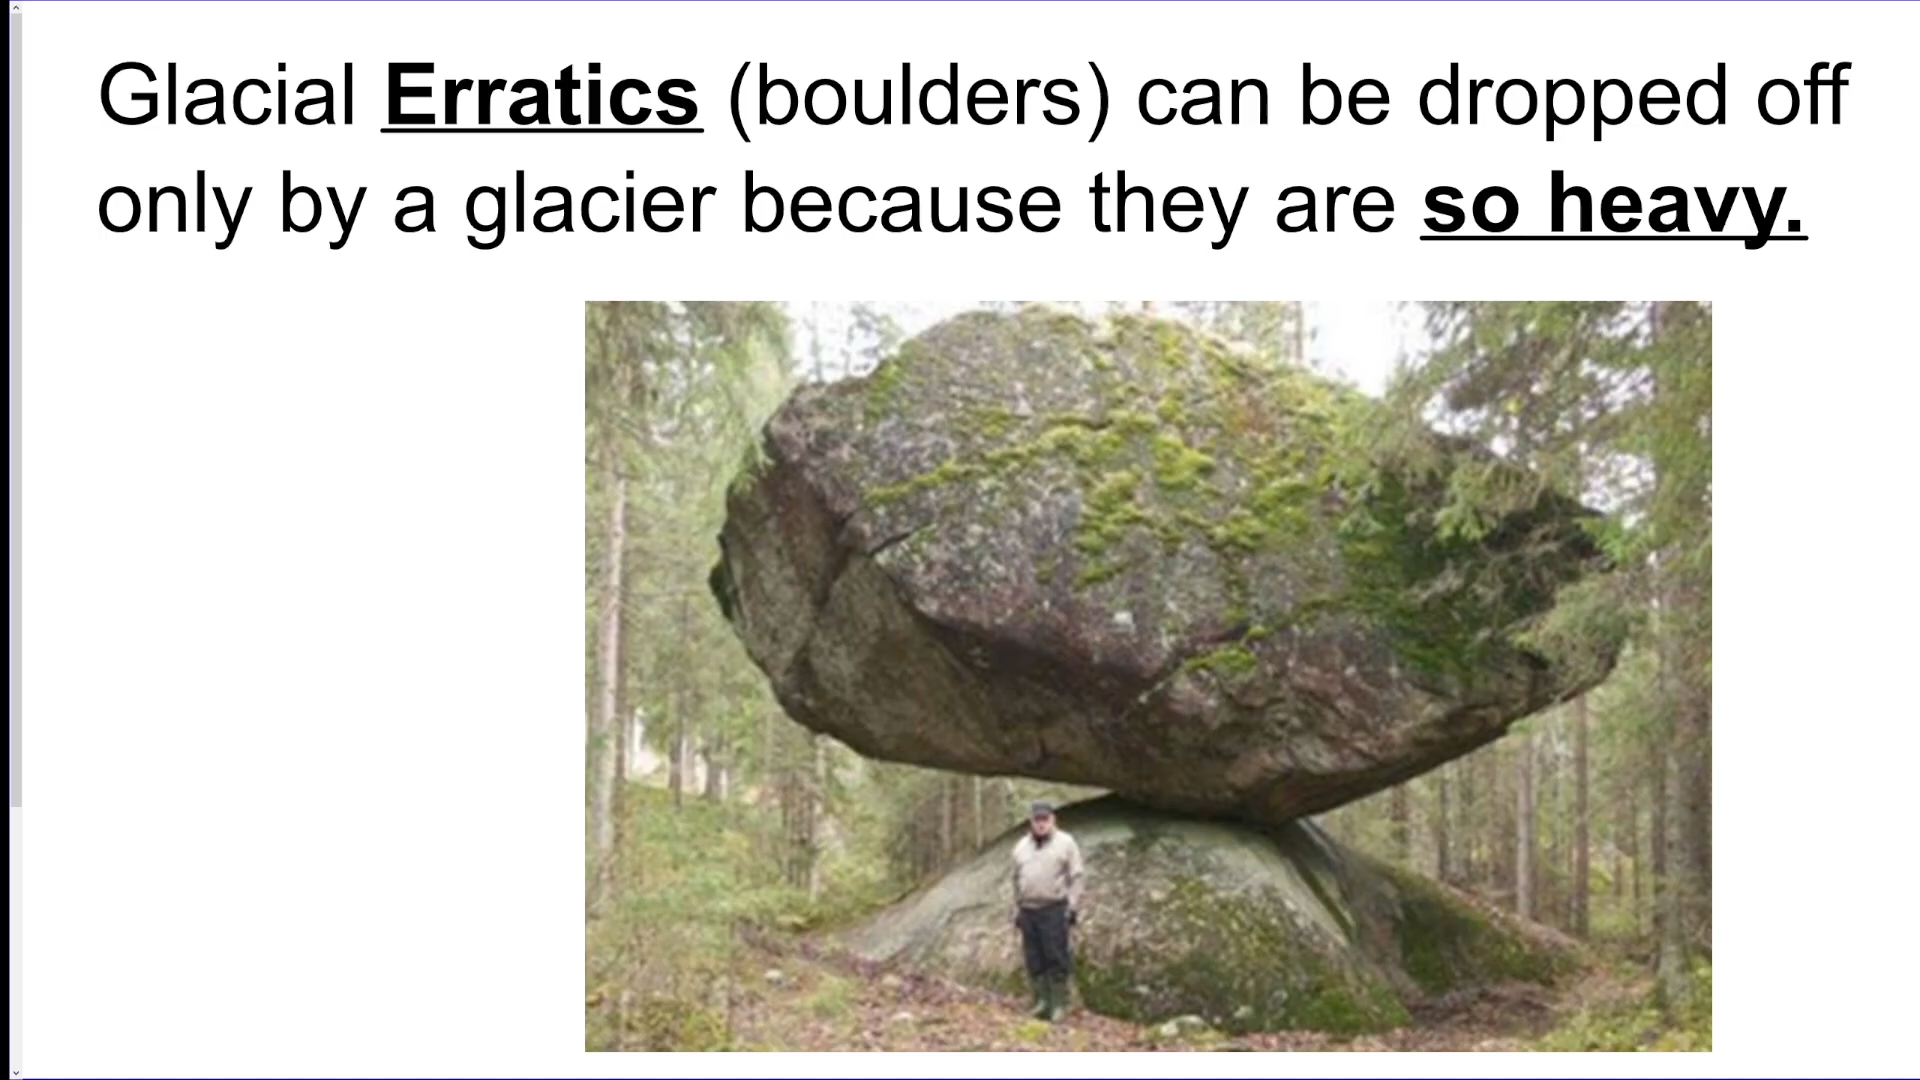 Glacial Erratics (boulders) can be dropped off
only by a glacier because they are so heavy.